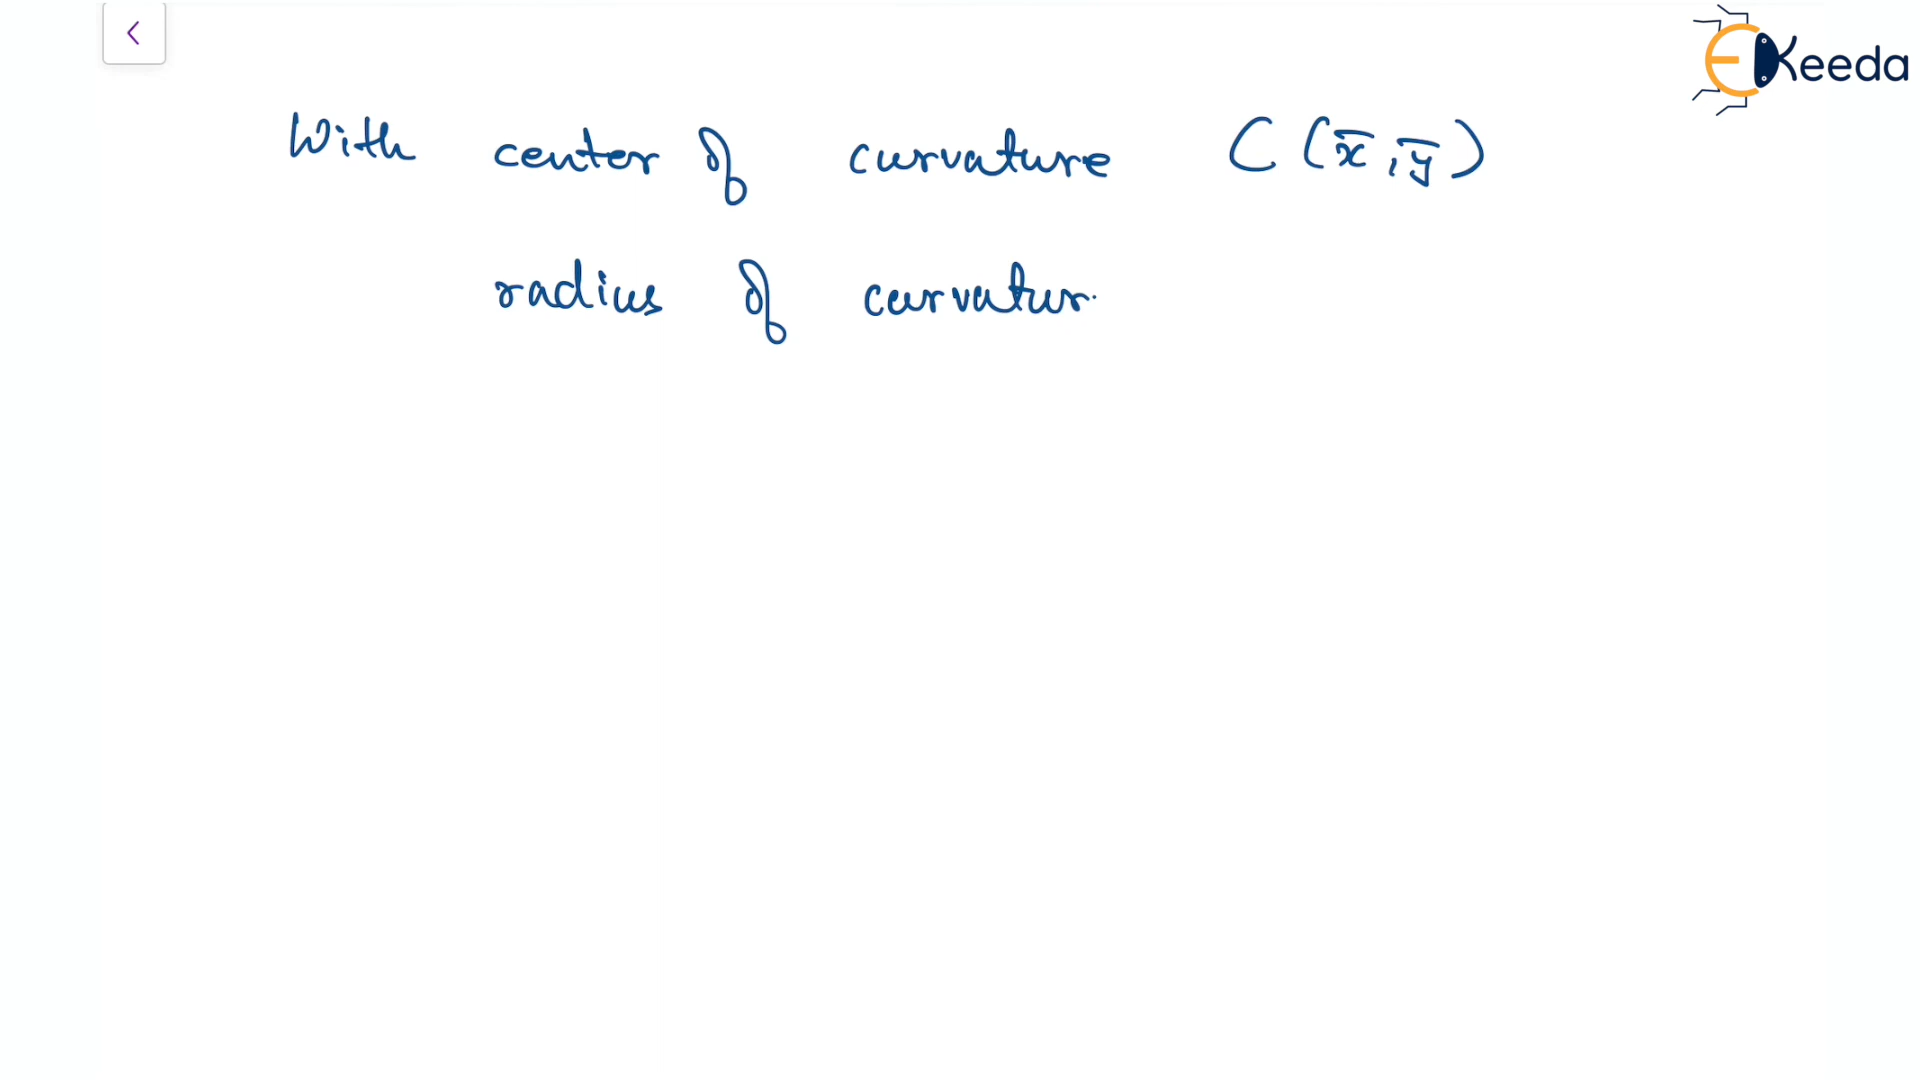 EKeeda
With center of curvature C (x̄, ȳ)
radius of curvatur